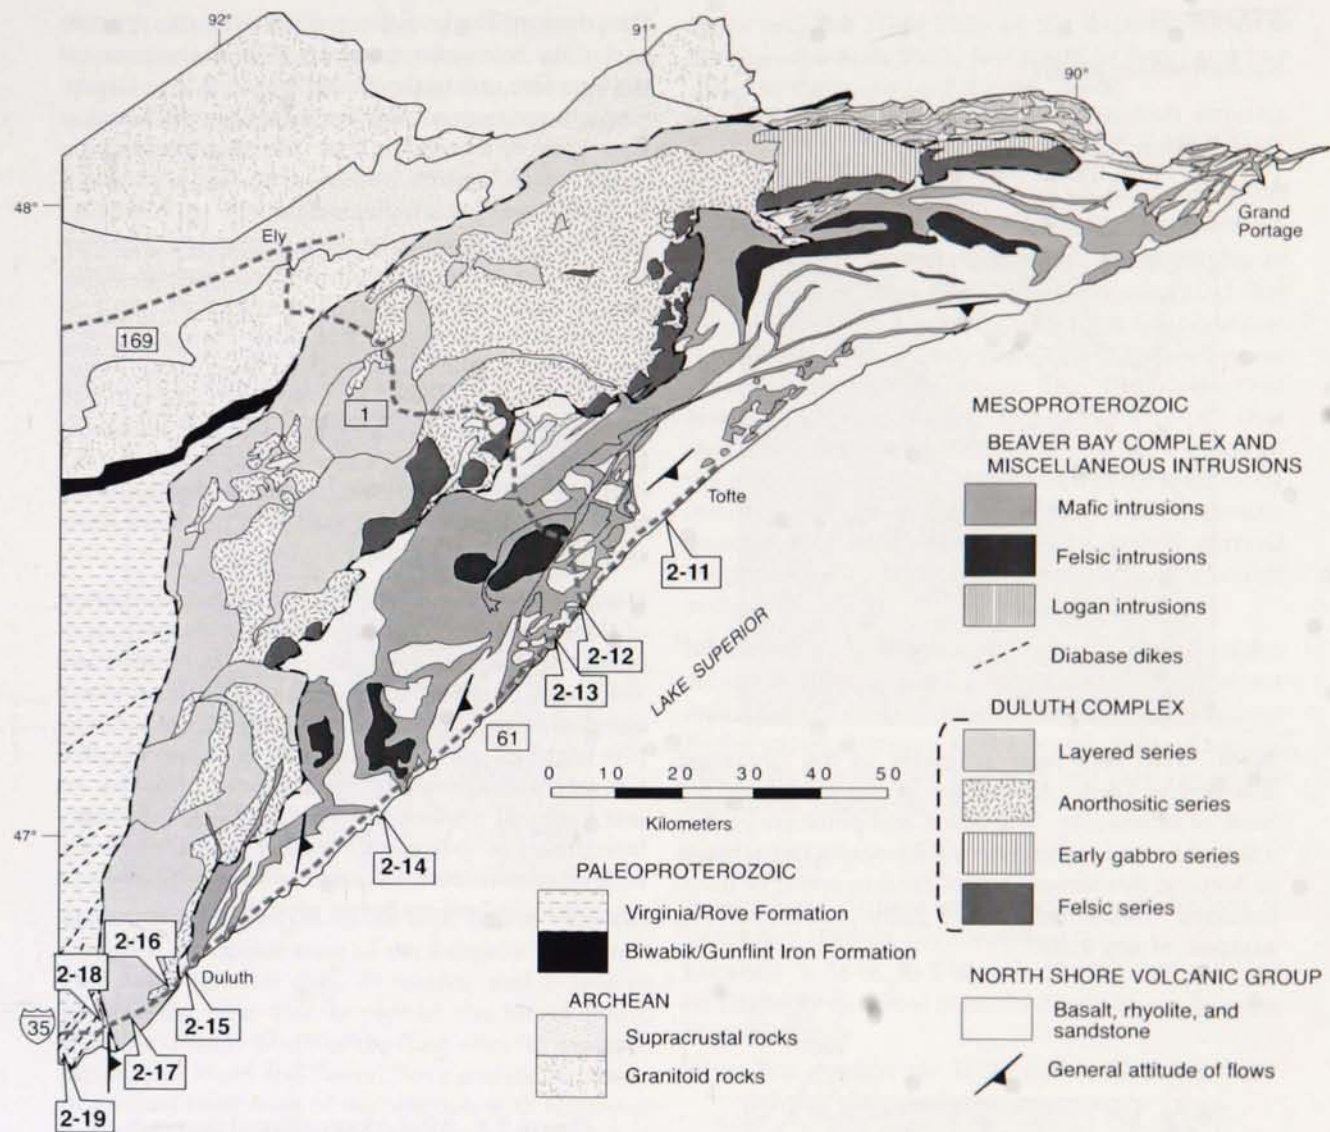 92°
91°
90°
48°
Ely
Grand
Portage
169
1
Tofte
2-11
LAKE SUPERIOR
2-12
2-13
61
47°
2-14
2-16
2-18
Duluth
35
2-15
2-17
2-19
0 10 20 30 40 50
Kilometers
PALEOPROTEROZOIC
Virginia/Rove Formation
Biwabik/Gunflint Iron Formation
ARCHEAN
Supracrustal rocks
Granitoid rocks
MESOPROTEROZOIC
BEAVER BAY COMPLEX AND
MISCELLANEOUS INTRUSIONS
Mafic intrusions
Felsic intrusions
Logan intrusions
Diabase dikes
DULUTH COMPLEX
Layered series
Anorthositic series
Early gabbro series
Felsic series
NORTH SHORE VOLCANIC GROUP
Basalt, rhyolite, and
sandstone
General attitude of flows